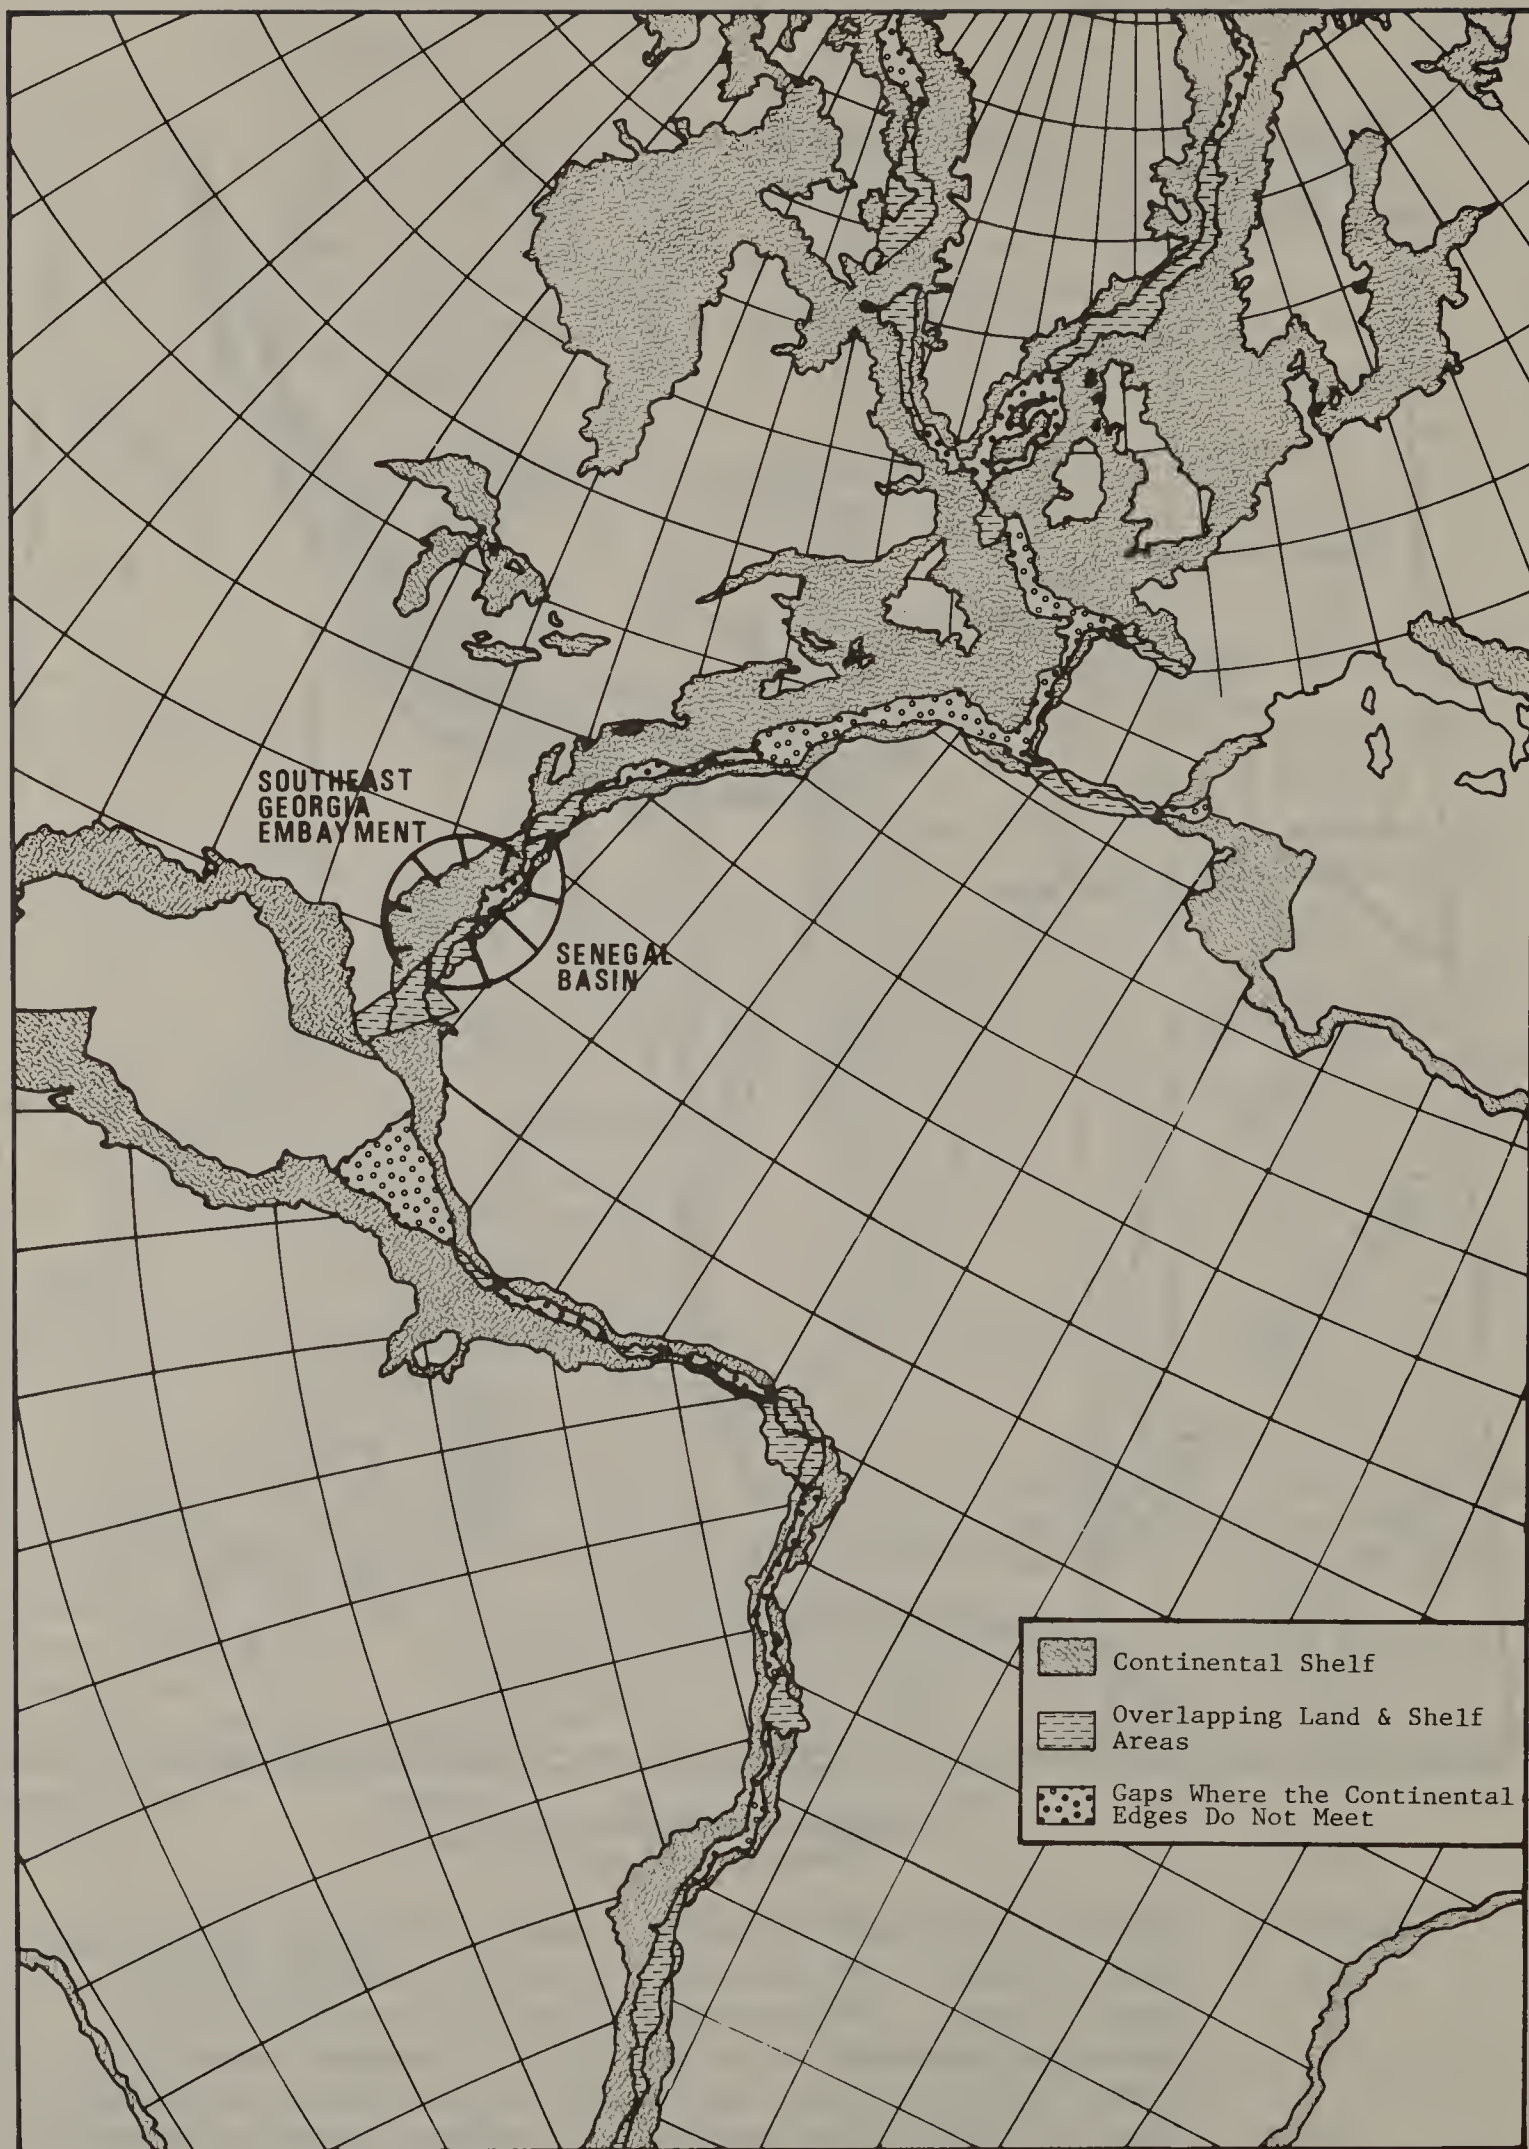 SOUTHEAST
GEORGIA
EMBAYMENT
SENEGAL
BASIN
Continental Shelf
Overlapping Land & Shelf
Areas
Gaps Where the Continental
Edges Do Not Meet